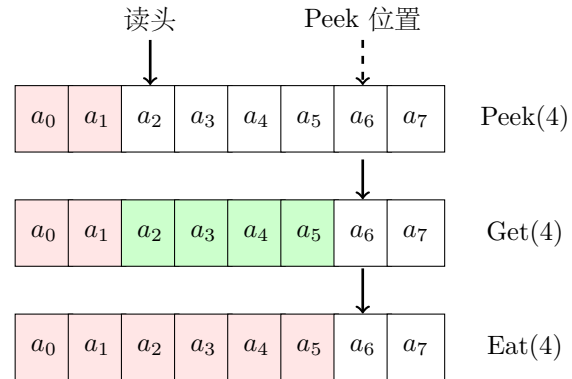 读头 Peek 位置
a₀ a₁ a₂ a₃ a₄ a₅ a₆ a₇ Peek(4)
a₀ a₁ a₂ a₃ a₄ a₅ a₆ a₇ Get(4)
a₀ a₁ a₂ a₃ a₄ a₅ a₆ a₇ Eat(4)